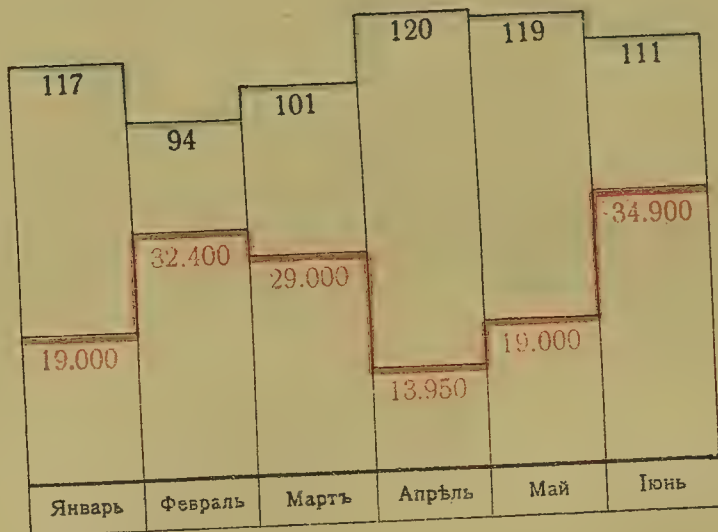 117
94
101
120
119
111
19.000
32.400
29.000
13.950
19.000
34.900
Январь
Февраль
Мартъ
Апрѣль
Май
Iюнь